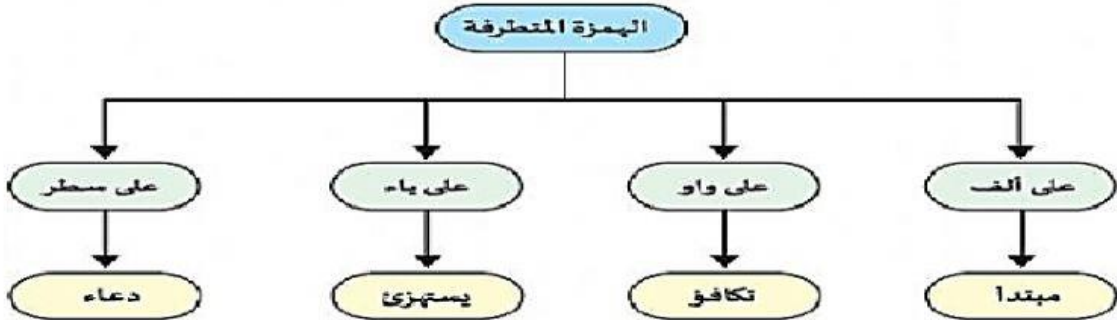 الهمزة المتطرفة
على ألف
على واو
على ياء
على سطر
مبتدأ
تكافؤ
يستهزئ
دعاء